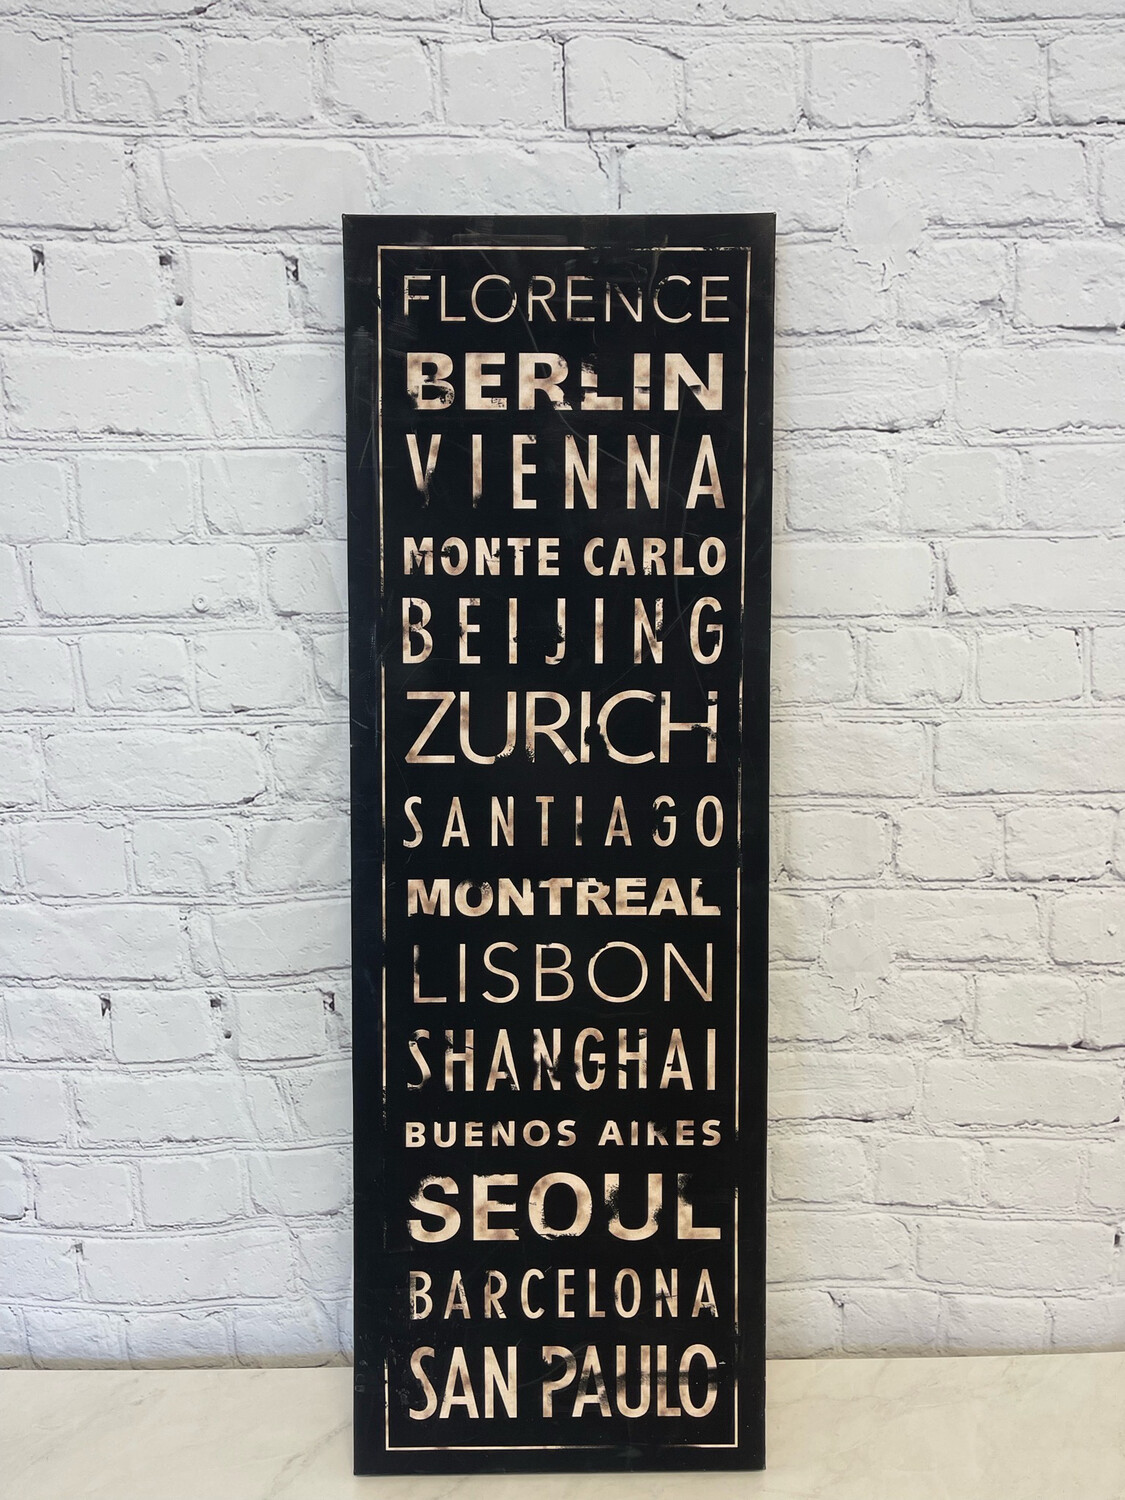 FLORENCE
BERLIN
VIENNA
MONTE CARLO
BEIJING
ZURICH
SANTIAGO
MONTREAL
LISBON
SHANGHAI
BUENOS AIRES
SEOUL
BARCELONA
SAN PAULO